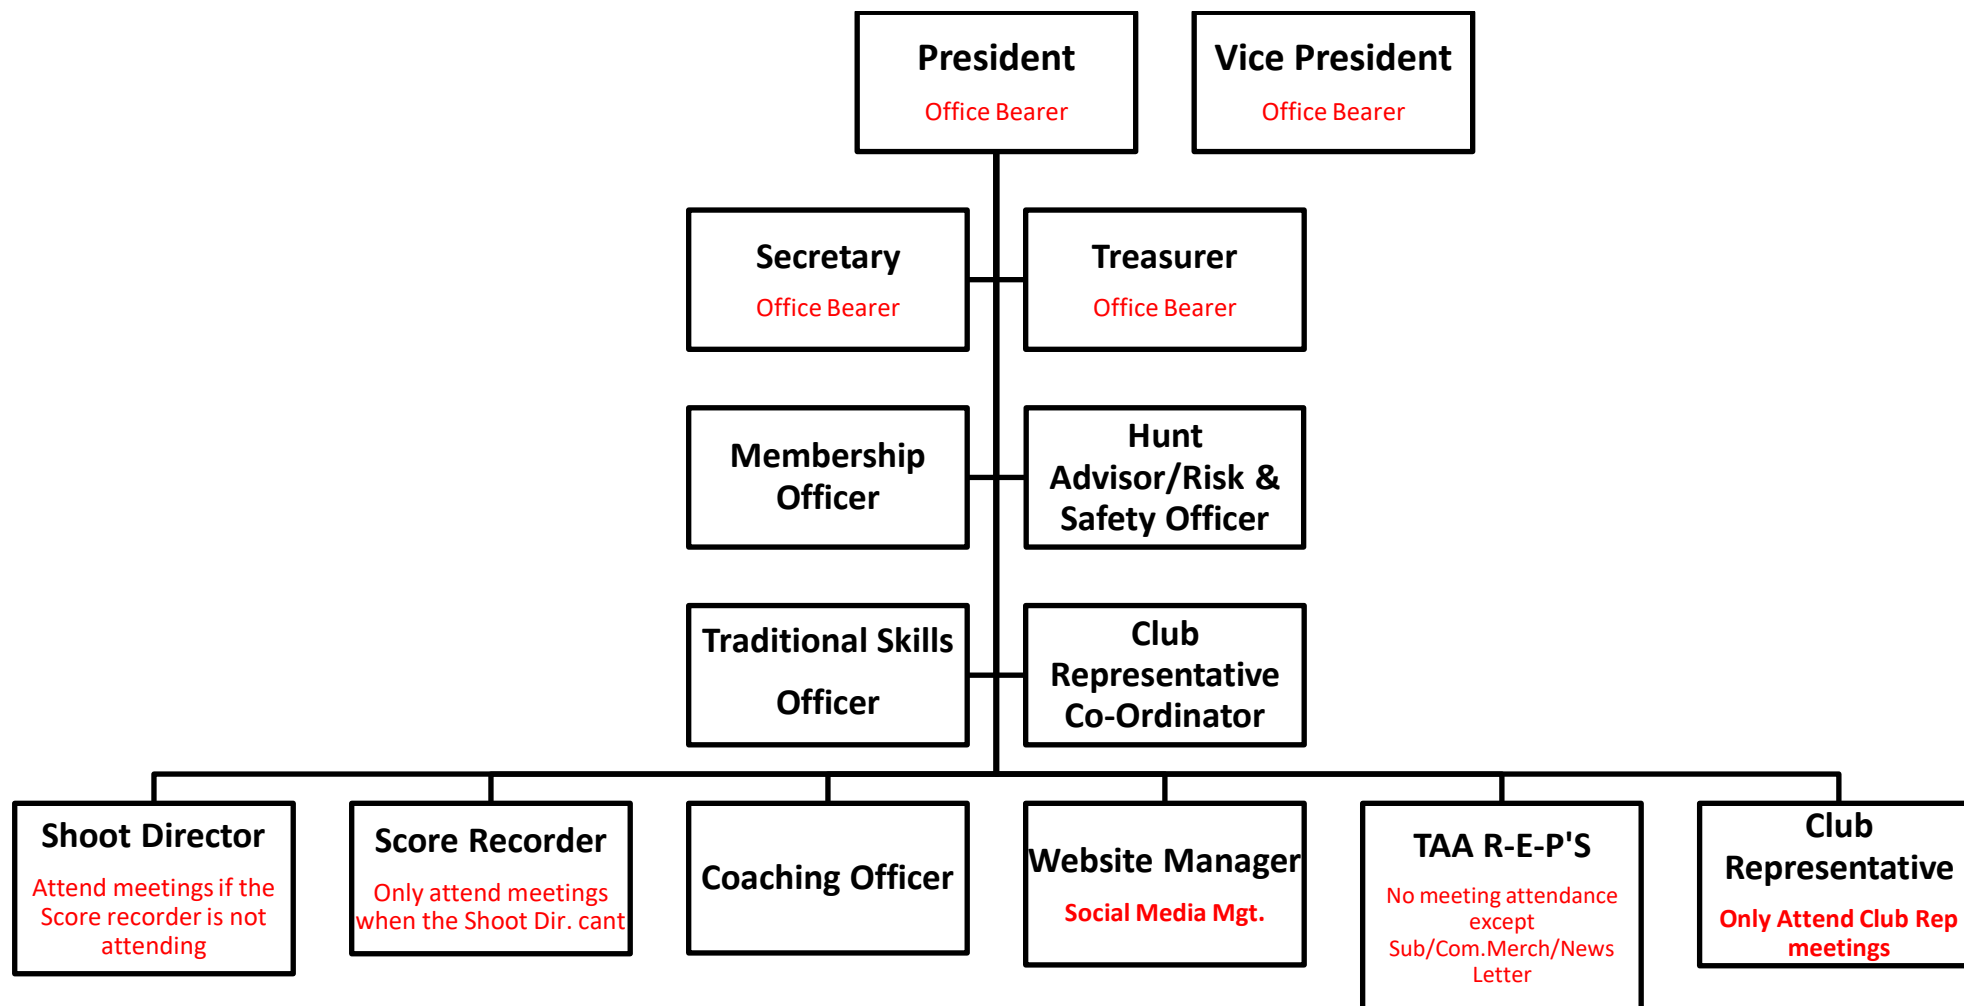 President
Office Bearer
Vice President
Office Bearer
Secretary
Office Bearer
Treasurer
Office Bearer
Membership
Officer
Hunt
Advisor/Risk &
Safety Officer
Traditional Skills
Officer
Club
Representative
Co-Ordinator
Shoot Director
Attend meetings if the
Score recorder is not
attending
Score Recorder
Only attend meetings
when the Shoot Dir. cant
Coaching Officer
Website Manager
Social Media Mgt.
TAA R-E-P'S
No meeting attendance
except
Sub/Com.Merch/News
Letter
Club
Representative
Only Attend Club Rep
meetings